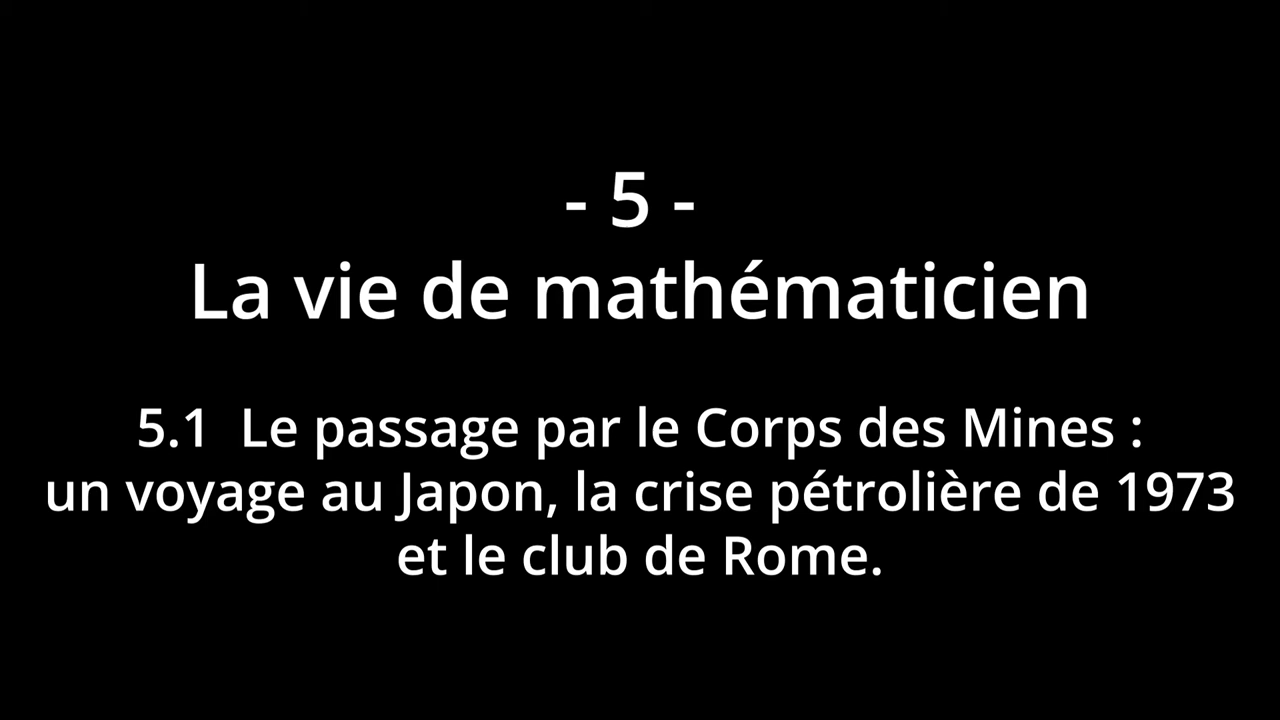 - 5 -
La vie de mathématicien
5.1 Le passage par le Corps des Mines :
un voyage au Japon, la crise pétrolière de 1973
et le club de Rome.